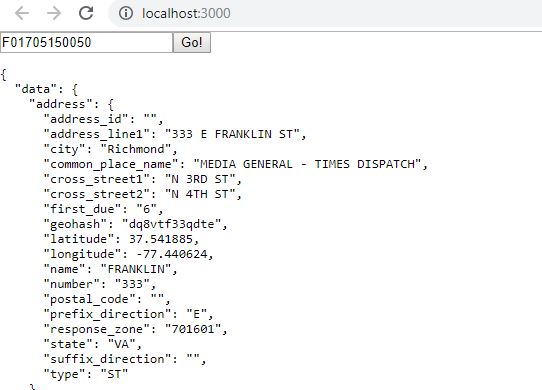 localhost:3000
F01705150050 Go!
{
  "data": {
    "address": {
      "address_id": "",
      "address_line1": "333 E FRANKLIN ST",
      "city": "Richmond",
      "common_place_name": "MEDIA GENERAL - TIMES DISPATCH",
      "cross_street1": "N 3RD ST",
      "cross_street2": "N 4TH ST",
      "first_due": "6",
      "geohash": "dq8vtf33qdte",
      "latitude": 37.541885,
      "longitude": -77.440624,
      "name": "FRANKLIN",
      "number": "333",
      "postal_code": "",
      "prefix_direction": "E",
      "response_zone": "701601",
      "state": "VA",
      "suffix_direction": "",
      "type": "ST"
    }